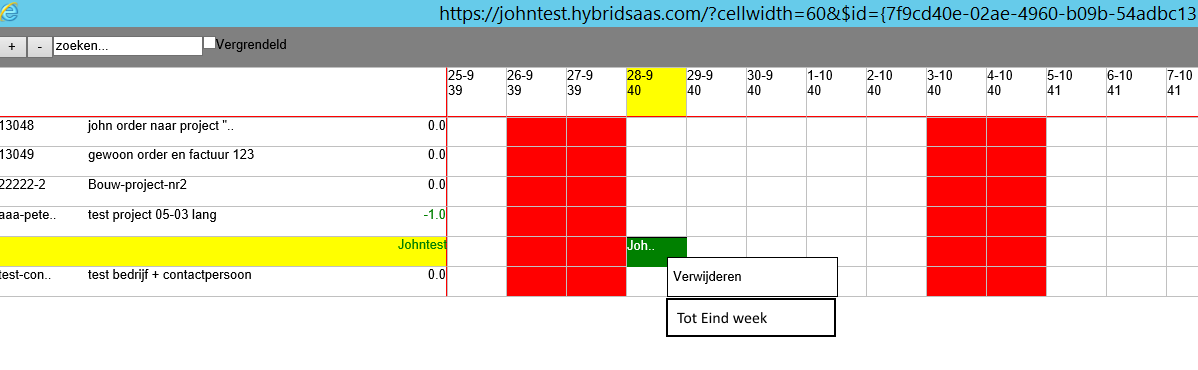 https://johntest.hybridsaas.com/?cellwidth=60&$id={7f9cd40e-02ae-4960-b09b-54adbc13
+ - zoeken... Vergrendeld
25-9 26-9 27-9 28-9 29-9 30-9 1-10 2-10 3-10 4-10 5-10 6-10 7-10
39 39 39 40 40 40 40 40 40 40 41 41 41
13048 john order naar project ".. 0.0
13049 gewoon order en factuur 123 0.0
22222-2 Bouw-project-nr2 0.0
aaa-pete.. test project 05-03 lang -1.0
Johntest Joh..
test-con.. test bedrijf + contactpersoon 0.0
Verwijderen
Tot Eind week